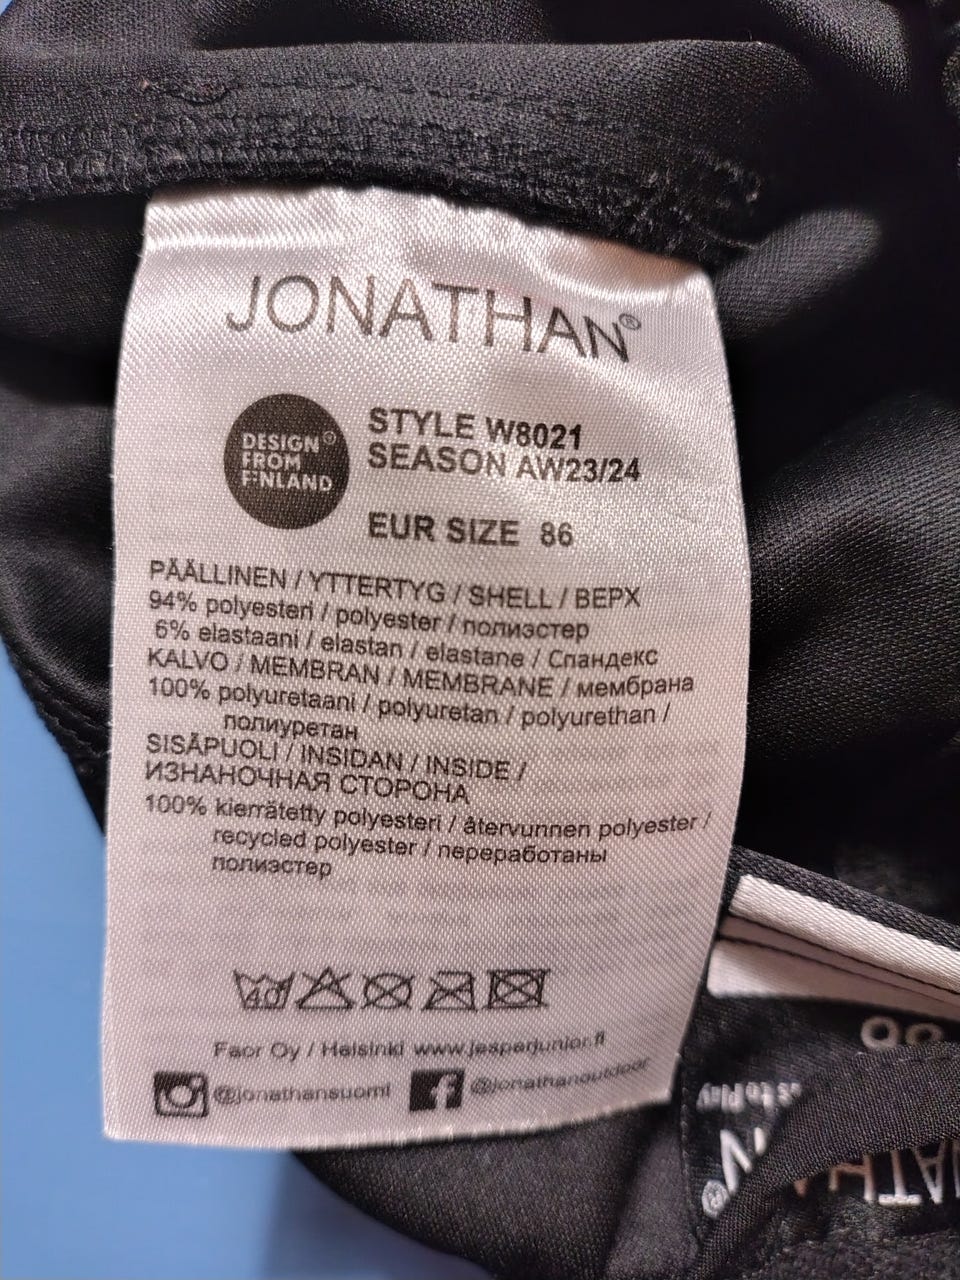 JONATHAN®
DESIGN®
FROM
FINLAND
STYLE W8021
SEASON AW23/24
EUR SIZE 86
PÄÄLLINEN / YTTERTYG / SHELL / ВЕРХ
94% polyesteri / polyester / полиэстер
6% elastaani / elastan / elastane / Спандекс
KALVO / MEMBRAN / MEMBRANE / мембрана
100% polyuretaani / polyuretan / polyurethan /
полиуретан
SISÄPUOLI / INSIDAN / INSIDE /
ИЗНАНОЧНАЯ СТОРОНА
100% kierrätetty polyesteri / återvunnen polyester /
recycled polyester / переработаны
полиэстер
40
Faor Oy / Helsinki www.jesperjunior.fi
@jonathansuomi
@jonathanoutdoor
86
to Play